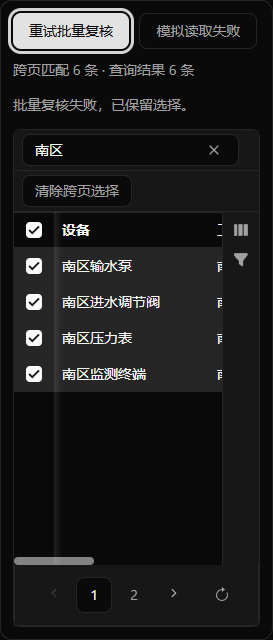 重试批量复核 模拟读取失败
跨页匹配 6 条 · 查询结果 6 条
批量复核失败，已保留选择。
南区
清除跨页选择
设备
南区输水泵
南区进水调节阀
南区压力表
南区监测终端
1 2